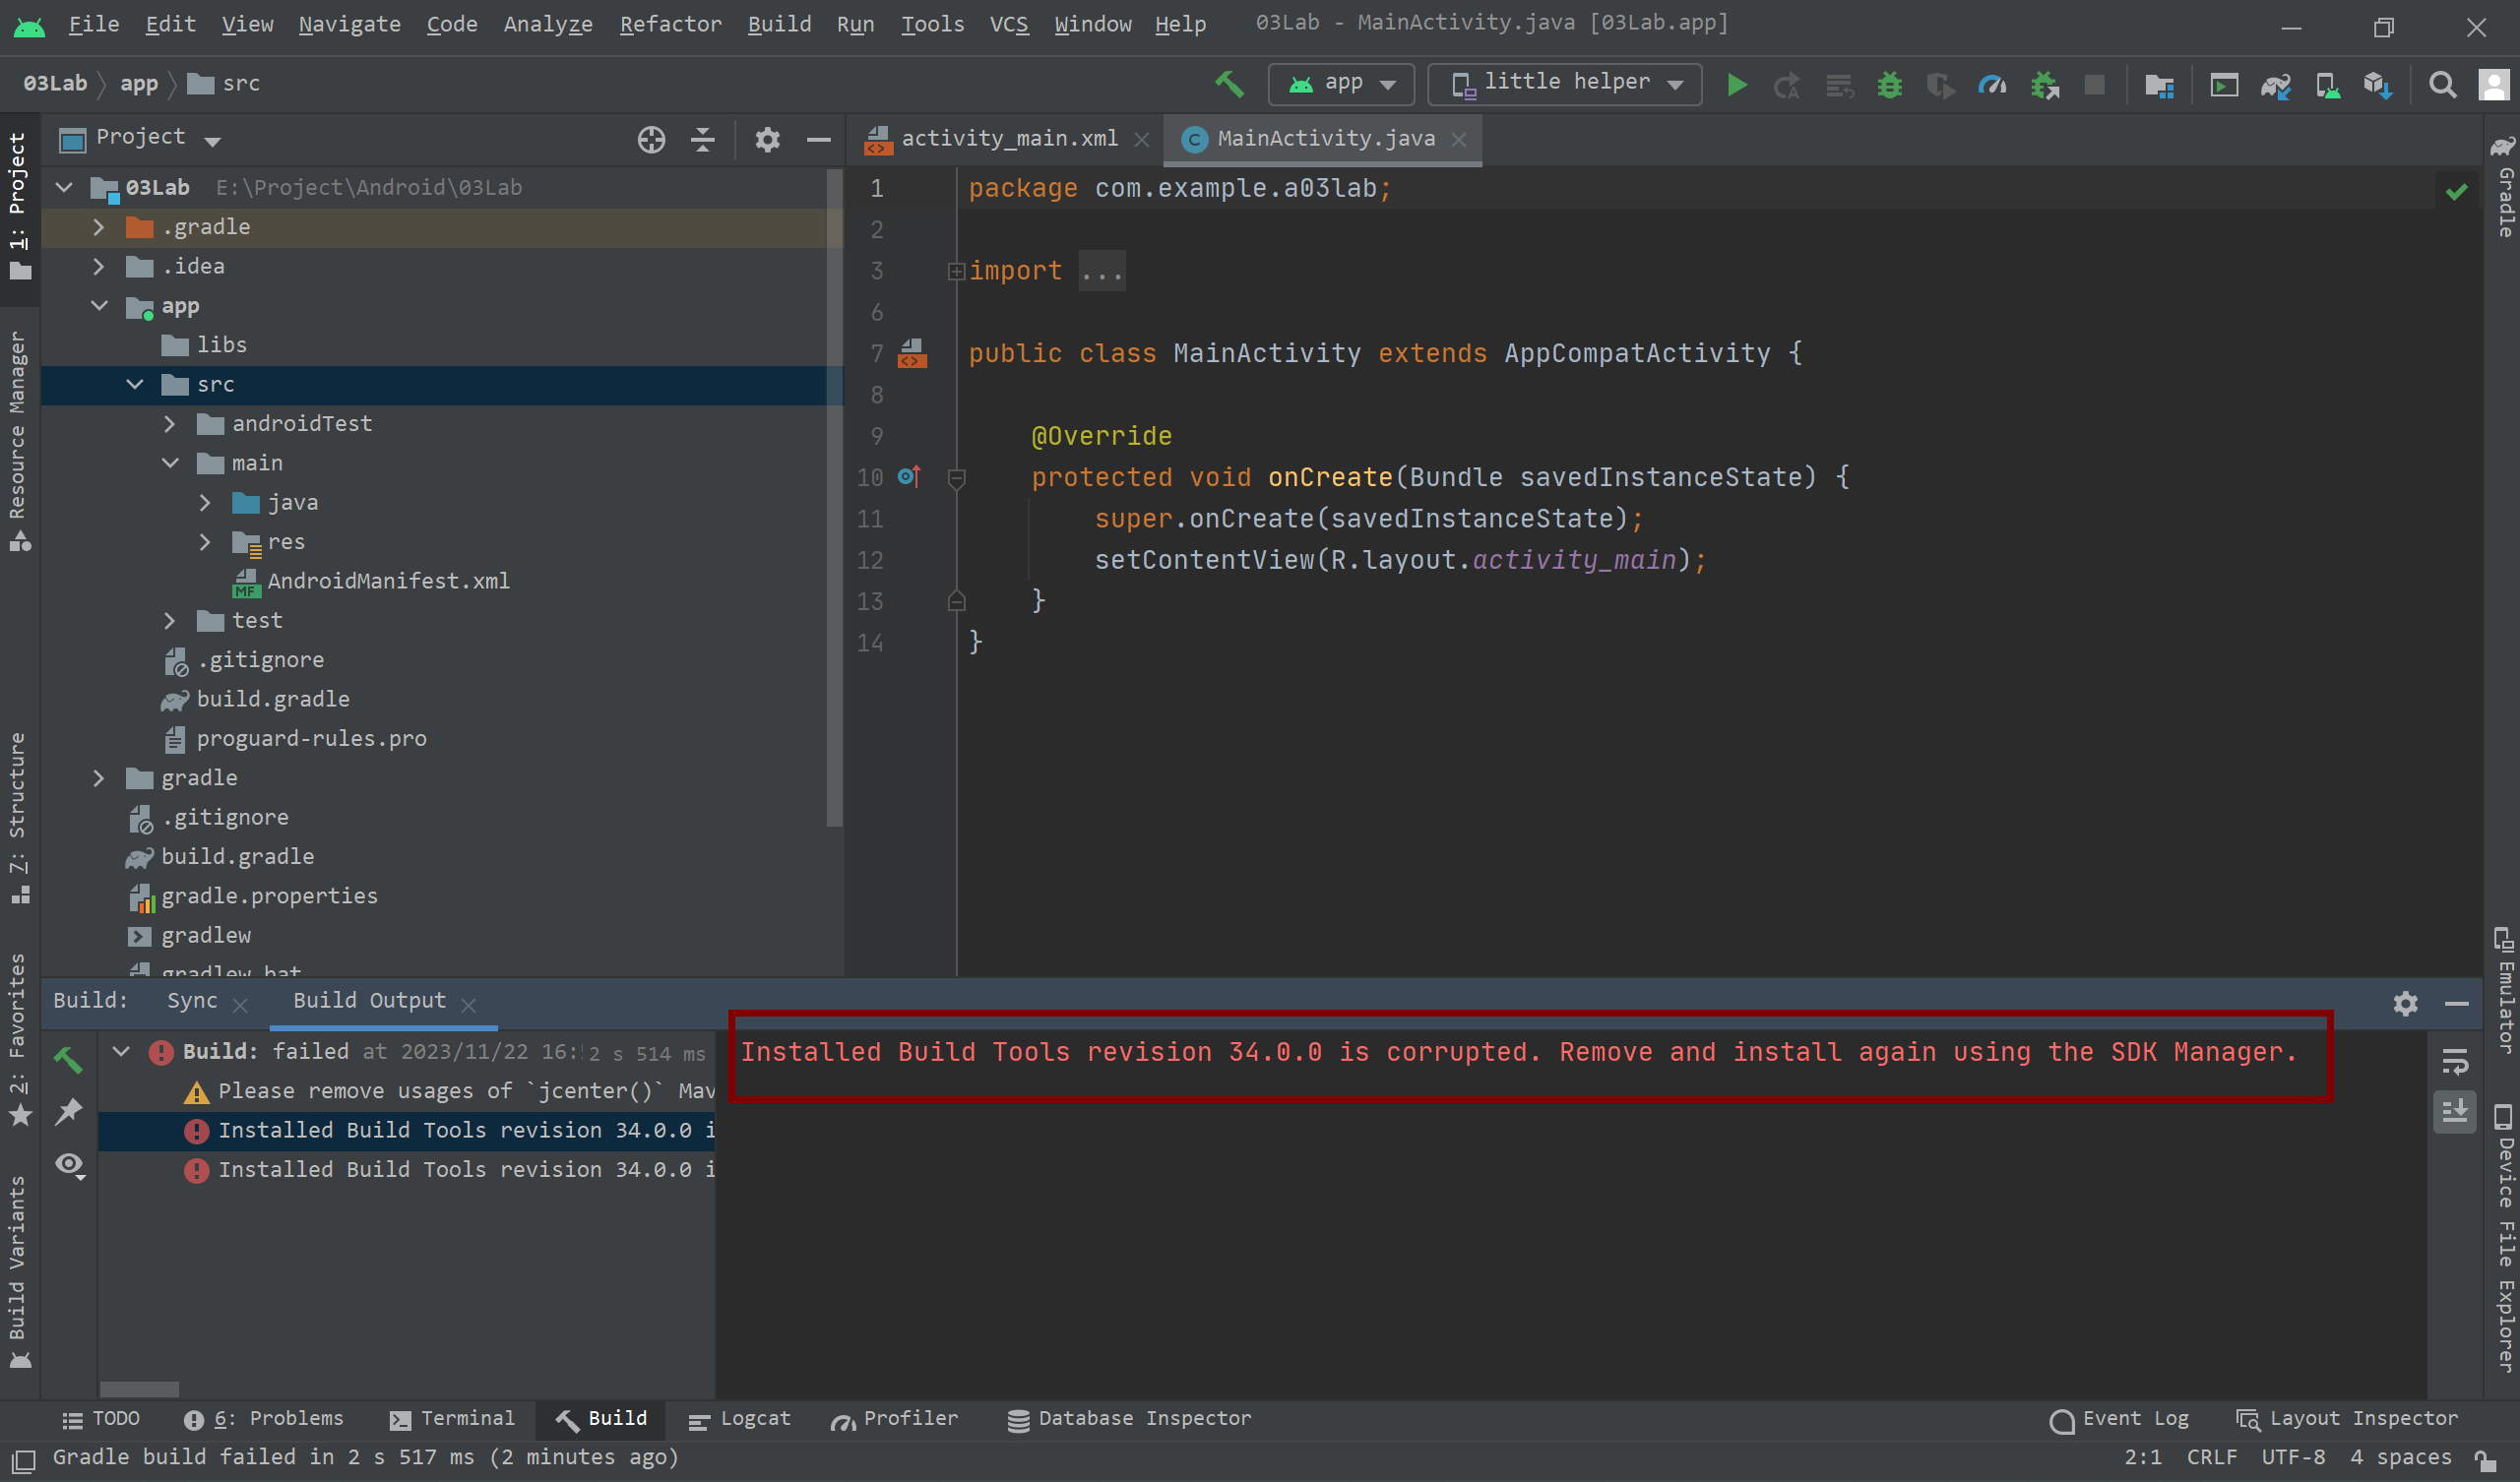 File Edit View Navigate Code Analyze Refactor Build Run Tools VCS Window Help 03Lab - MainActivity.java [03Lab.app]
03Lab app src
app little helper
Project
activity_main.xml MainActivity.java
1: Project
Resource Manager
7: Structure
2: Favorites
Build Variants
03Lab E:\Project\Android\03Lab
.gradle
.idea
app
libs
src
androidTest
main
java
res
AndroidManifest.xml
test
.gitignore
build.gradle
proguard-rules.pro
gradle
.gitignore
build.gradle
gradle.properties
gradlew
gradlew.bat
1 package com.example.a03lab;
2
3 import ...
6
7 public class MainActivity extends AppCompatActivity {
8
9 @Override
10 protected void onCreate(Bundle savedInstanceState) {
11 super.onCreate(savedInstanceState);
12 setContentView(R.layout.activity_main);
13 }
14 }
Gradle
Emulator
Device File Explorer
Build: Sync Build Output
Build: failed at 2023/11/22 16: 2 s 514 ms
Please remove usages of `jcenter()` Mav
Installed Build Tools revision 34.0.0 i
Installed Build Tools revision 34.0.0 i
Installed Build Tools revision 34.0.0 is corrupted. Remove and install again using the SDK Manager.
TODO 6: Problems Terminal Build Logcat Profiler Database Inspector Event Log Layout Inspector
Gradle build failed in 2 s 517 ms (2 minutes ago) 2:1 CRLF UTF-8 4 spaces